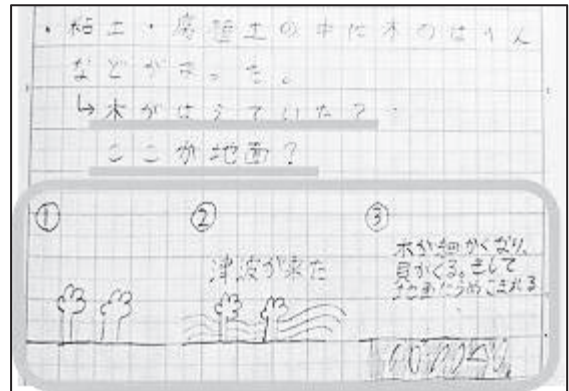 ・粘土・腐植土の中に木のはへん
などがあった。
↳木がはえていた?
ここが地面?
①
②
津波が来た
③
木が細かくなり、
貝がくる。そして
地面にうめこまれる